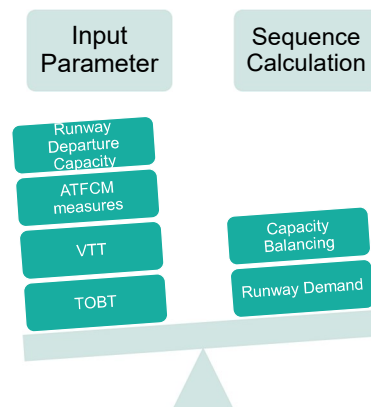 Input
Parameter
Sequence
Calculation
Runway
Departure
Capacity
ATFCM
measures
VTT
TOBT
Capacity
Balancing
Runway Demand